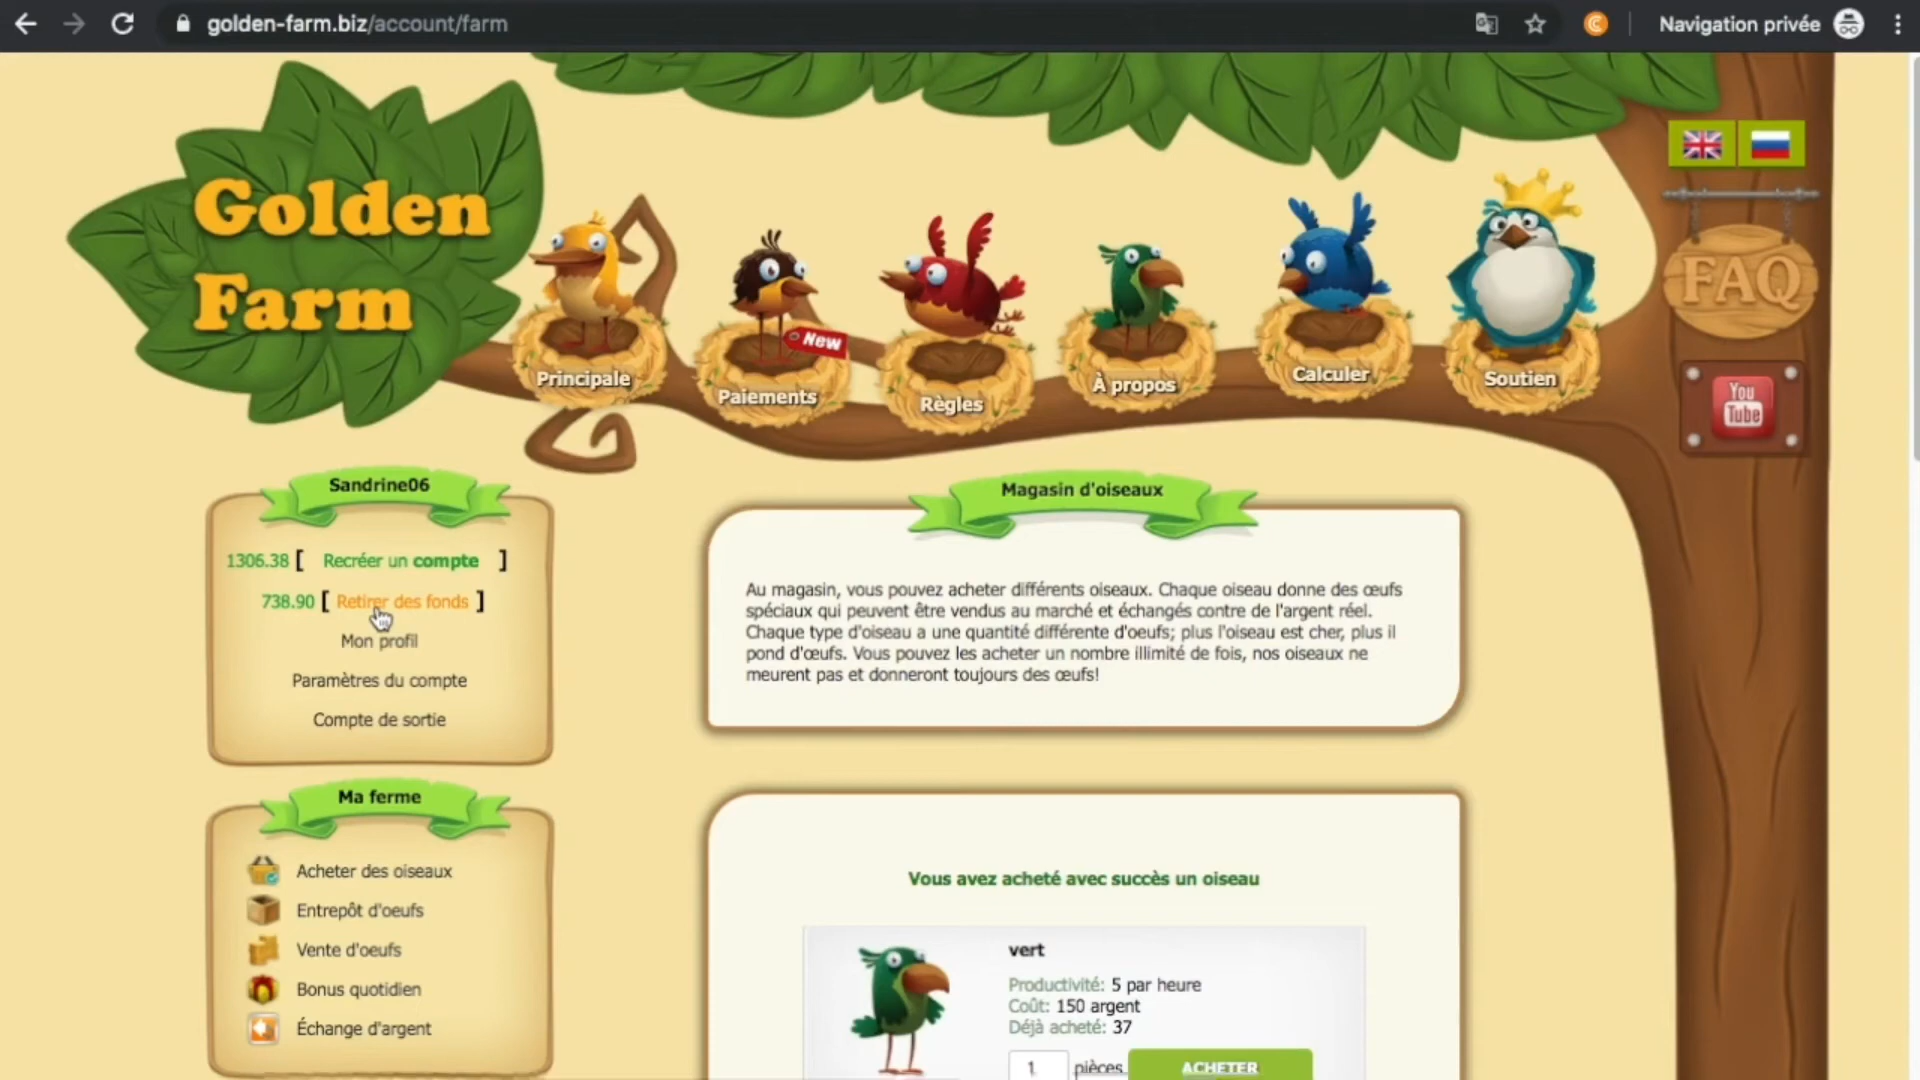 golden-farm.biz/account/farm
Navigation privée
Golden
Farm
Principale
Paiements
New
Règles
À propos
Calculer
Soutien
FAQ
You
Tube
Sandrine06
1306.38 [ Recréer un compte ]
738.90 [ Retirer des fonds ]
Mon profil
Paramètres du compte
Compte de sortie
Ma ferme
Acheter des oiseaux
Entrepôt d'oeufs
Vente d'oeufs
Bonus quotidien
Échange d'argent
Magasin d'oiseaux
Au magasin, vous pouvez acheter différents oiseaux. Chaque oiseau donne des œufs
spéciaux qui peuvent être vendus au marché et échangés contre de l'argent réel.
Chaque type d'oiseau a une quantité différente d'oeufs; plus l'oiseau est cher, plus il
pond d'œufs. Vous pouvez les acheter un nombre illimité de fois, nos oiseaux ne
meurent pas et donneront toujours des œufs!
Vous avez acheté avec succès un oiseau
vert
Productivité: 5 par heure
Coût: 150 argent
Déjà acheté: 37
1 pièces ACHETER